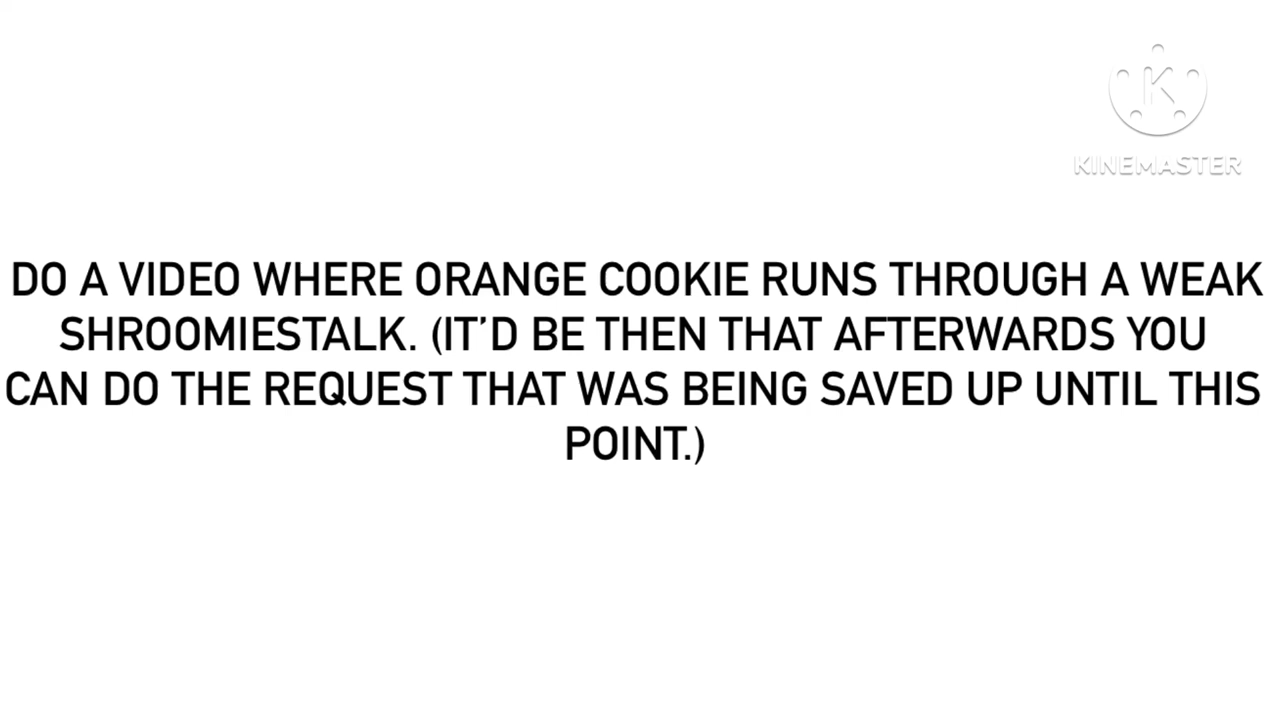 KINEMASTER
DO A VIDEO WHERE ORANGE COOKIE RUNS THROUGH A WEAK
SHROOMIESTALK. (IT’D BE THEN THAT AFTERWARDS YOU
CAN DO THE REQUEST THAT WAS BEING SAVED UP UNTIL THIS
POINT.)